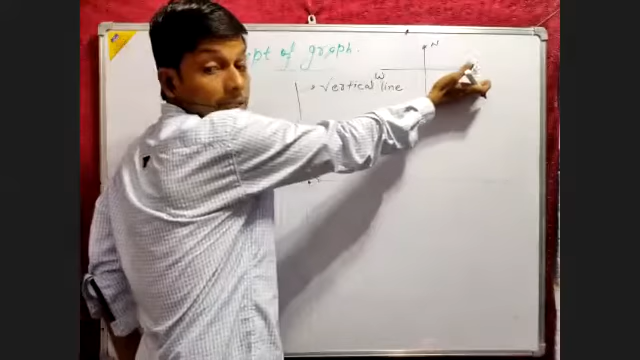 pt of graph.
N
W
Vertical line